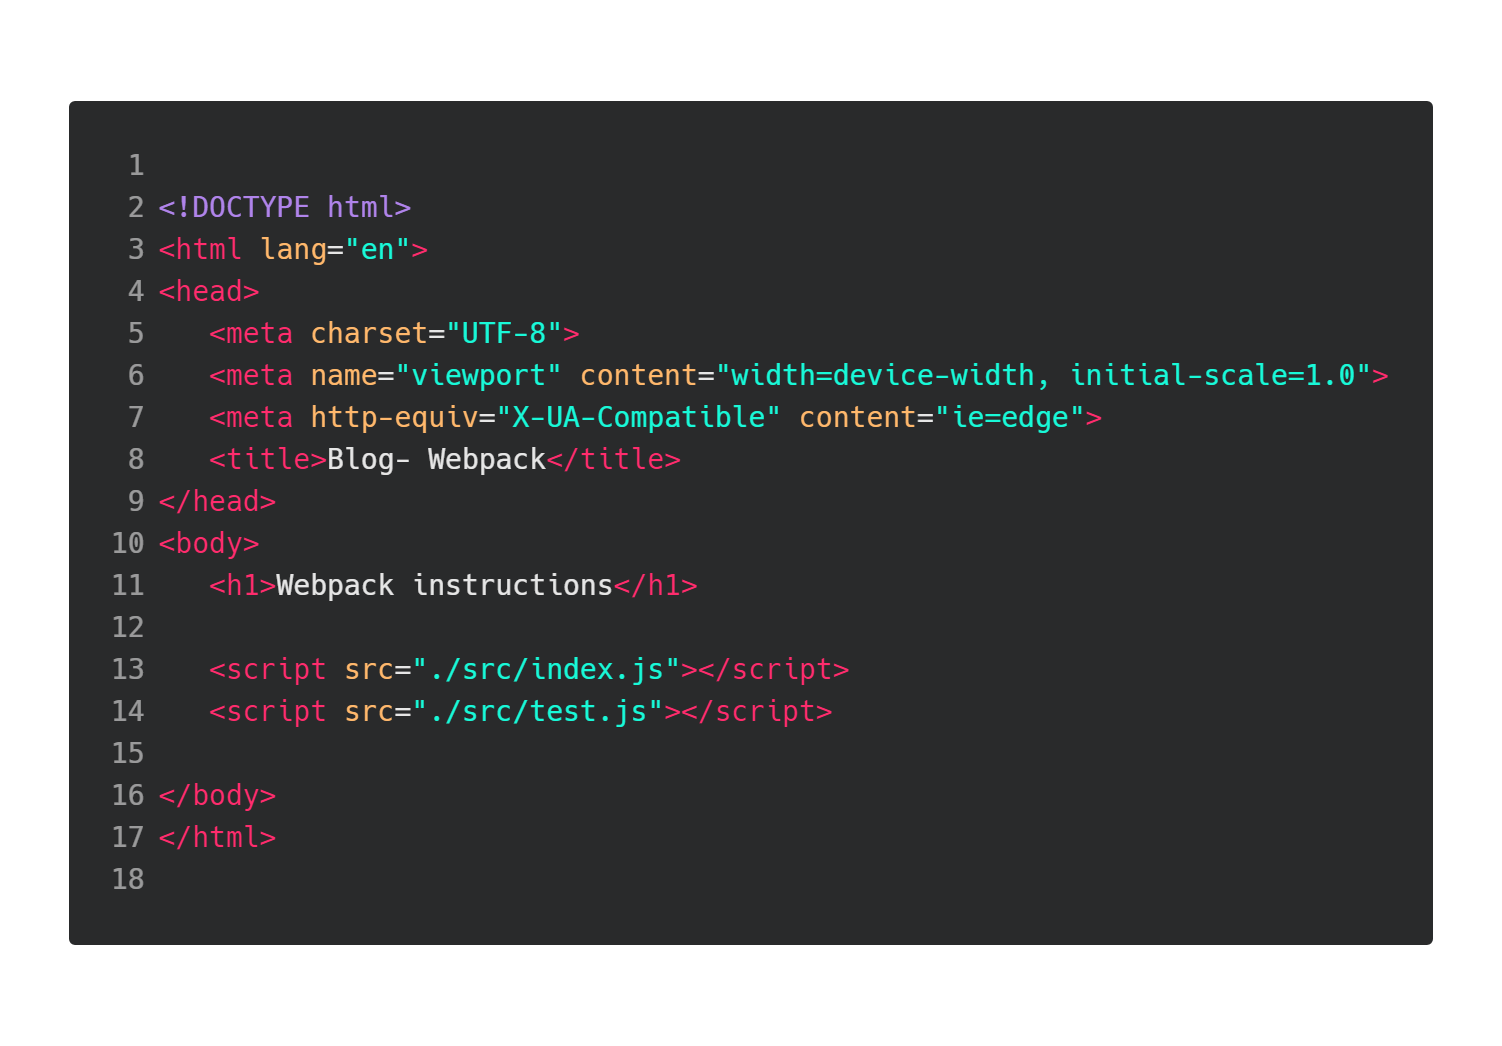 1
2 <!DOCTYPE html>
3 <html lang="en">
4 <head>
5    <meta charset="UTF-8">
6    <meta name="viewport" content="width=device-width, initial-scale=1.0">
7    <meta http-equiv="X-UA-Compatible" content="ie=edge">
8    <title>Blog- Webpack</title>
9 </head>
10 <body>
11    <h1>Webpack instructions</h1>
12
13    <script src="./src/index.js"></script>
14    <script src="./src/test.js"></script>
15
16 </body>
17 </html>
18